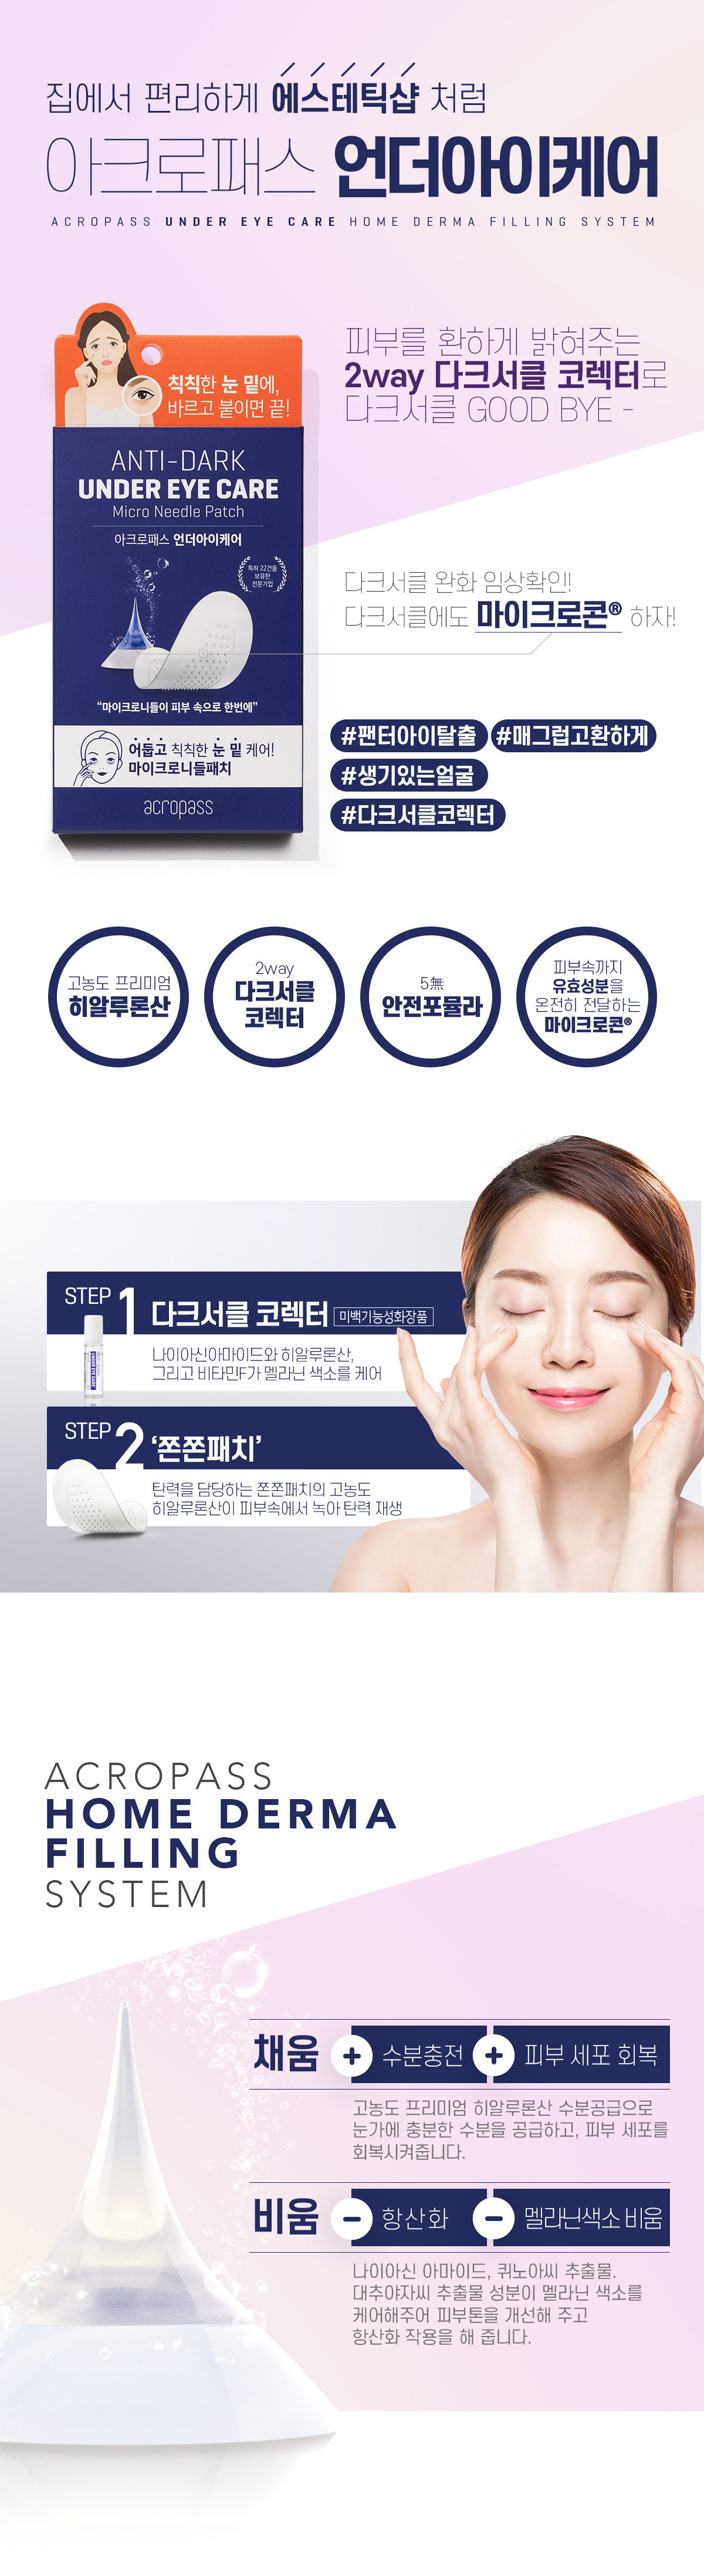 집에서 편리하게 에스테틱샵 처럼
아크로패스 언더아이케어
ACROPASS UNDER EYE CARE HOME DERMA FILLING SYSTEM
칙칙한 눈 밑에,
바르고 붙이면 끝!
ANTI-DARK
UNDER EYE CARE
Micro Needle Patch
아크로패스 언더아이케어
특허 22건을
보유한
전문기업
“마이크로니들이 피부 속으로 한번에”
어둡고 칙칙한 눈 밑 케어!
마이크로니들패치
acropass
피부를 환하게 밝혀주는
2way 다크서클 코렉터로
다크서클 GOOD BYE -
다크서클 완화 임상확인!
다크서클에도 마이크로콘® 하자!
#팬더아이탈출 #매그럽고환하게
#생기있는얼굴
#다크서클코렉터
고농도 프리미엄
히알루론산
2way
다크서클
코렉터
5無
안전포뮬라
피부속까지
유효성분을
온전히 전달하는
마이크로콘®
STEP 1 다크서클 코렉터 미백기능성화장품
나이아신아마이드와 히알루론산,
그리고 비타민F가 멜라닌 색소를 케어
UNDER EYE CARE
STEP 2 ‘쫀쫀패치’
탄력을 담당하는 쫀쫀패치의 고농도
히알루론산이 피부속에서 녹아 탄력 재생
ACROPASS
HOME DERMA
FILLING
SYSTEM
채움 + 수분충전 + 피부 세포 회복
고농도 프리미엄 히알루론산 수분공급으로
눈가에 충분한 수분을 공급하고, 피부 세포를
회복시켜줍니다.
비움 - 항산화 - 멜라닌색소 비움
나이아신 아마이드, 퀴노아씨 추출물.
대추야자씨 추출물 성분이 멜라닌 색소를
케어해주어 피부톤을 개선해 주고
항산화 작용을 해 줍니다.